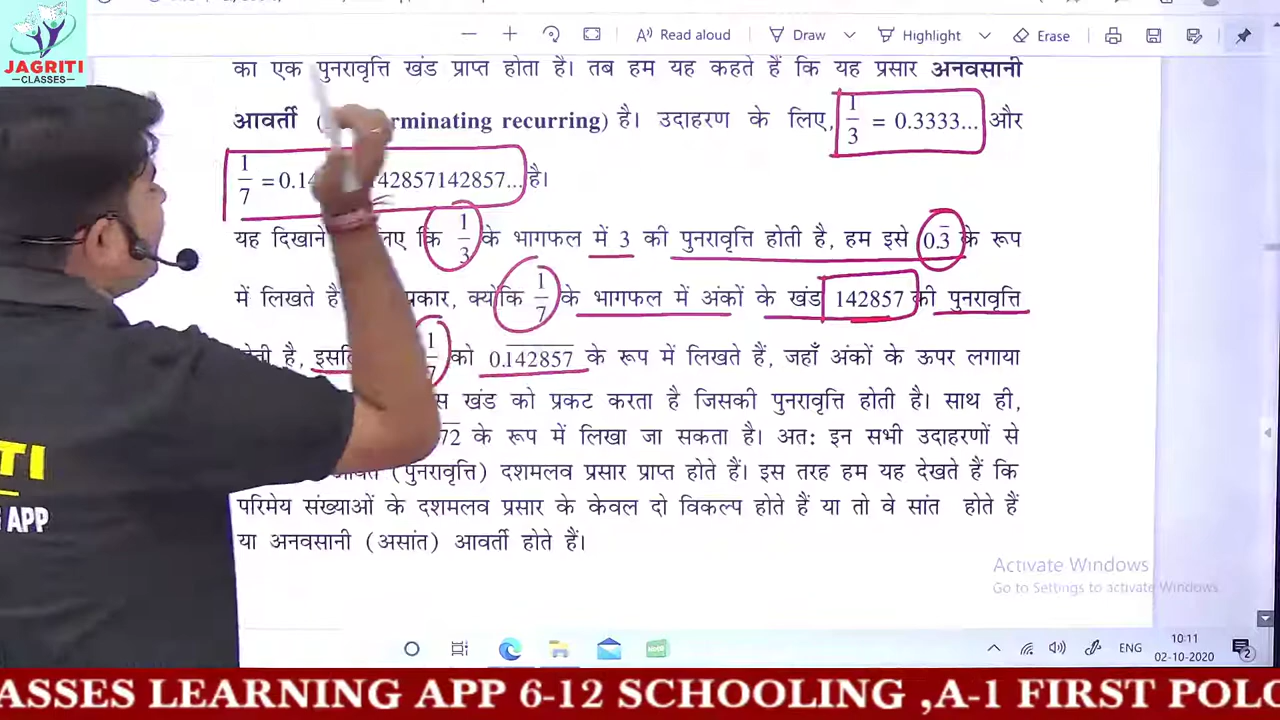 JAGRITI
CLASSES
Read aloud
Draw
Highlight
Erase
का एक पुनरावृत्ति खंड प्राप्त होता है। तब हम यह कहते हैं कि यह प्रसार अनवसानी
आवर्ती ( rminating recurring) है। उदाहरण के लिए, 1/3 = 0.3333... और
1/7 = 0.14 142857142857... है।
यह दिखाने लिए कि 1/3 के भागफल में 3 की पुनरावृत्ति होती है, हम इसे 0.3̅ के रूप
में लिखते है प्रकार, क्योंकि 1/7 के भागफल में अंकों के खंड 142857 की पुनरावृत्ति
होती है, 1/7 को 0.1̅4̅2̅8̅5̅7̅ के रूप में लिखते हैं, जहाँ अंकों के ऊपर लगाया
खंड को प्रकट करता है जिसकी पुनरावृत्ति होती है। साथ ही,
7̅2̅ के रूप में लिखा जा सकता है। अत: इन सभी उदाहरणों से
(पुनरावृत्ति) दशमलव प्रसार प्राप्त होते हैं। इस तरह हम यह देखते हैं कि
परिमेय संख्याओं के दशमलव प्रसार के केवल दो विकल्प होते हैं या तो वे सांत होते हैं
या अनवसानी (असांत) आवर्ती होते हैं।
Activate Windows
Go to Settings to activate Windows
TI
APP
ENG
10:11
02-10-2020
2
ASSES LEARNING APP 6-12 SCHOOLING ,A-1 FIRST POLO